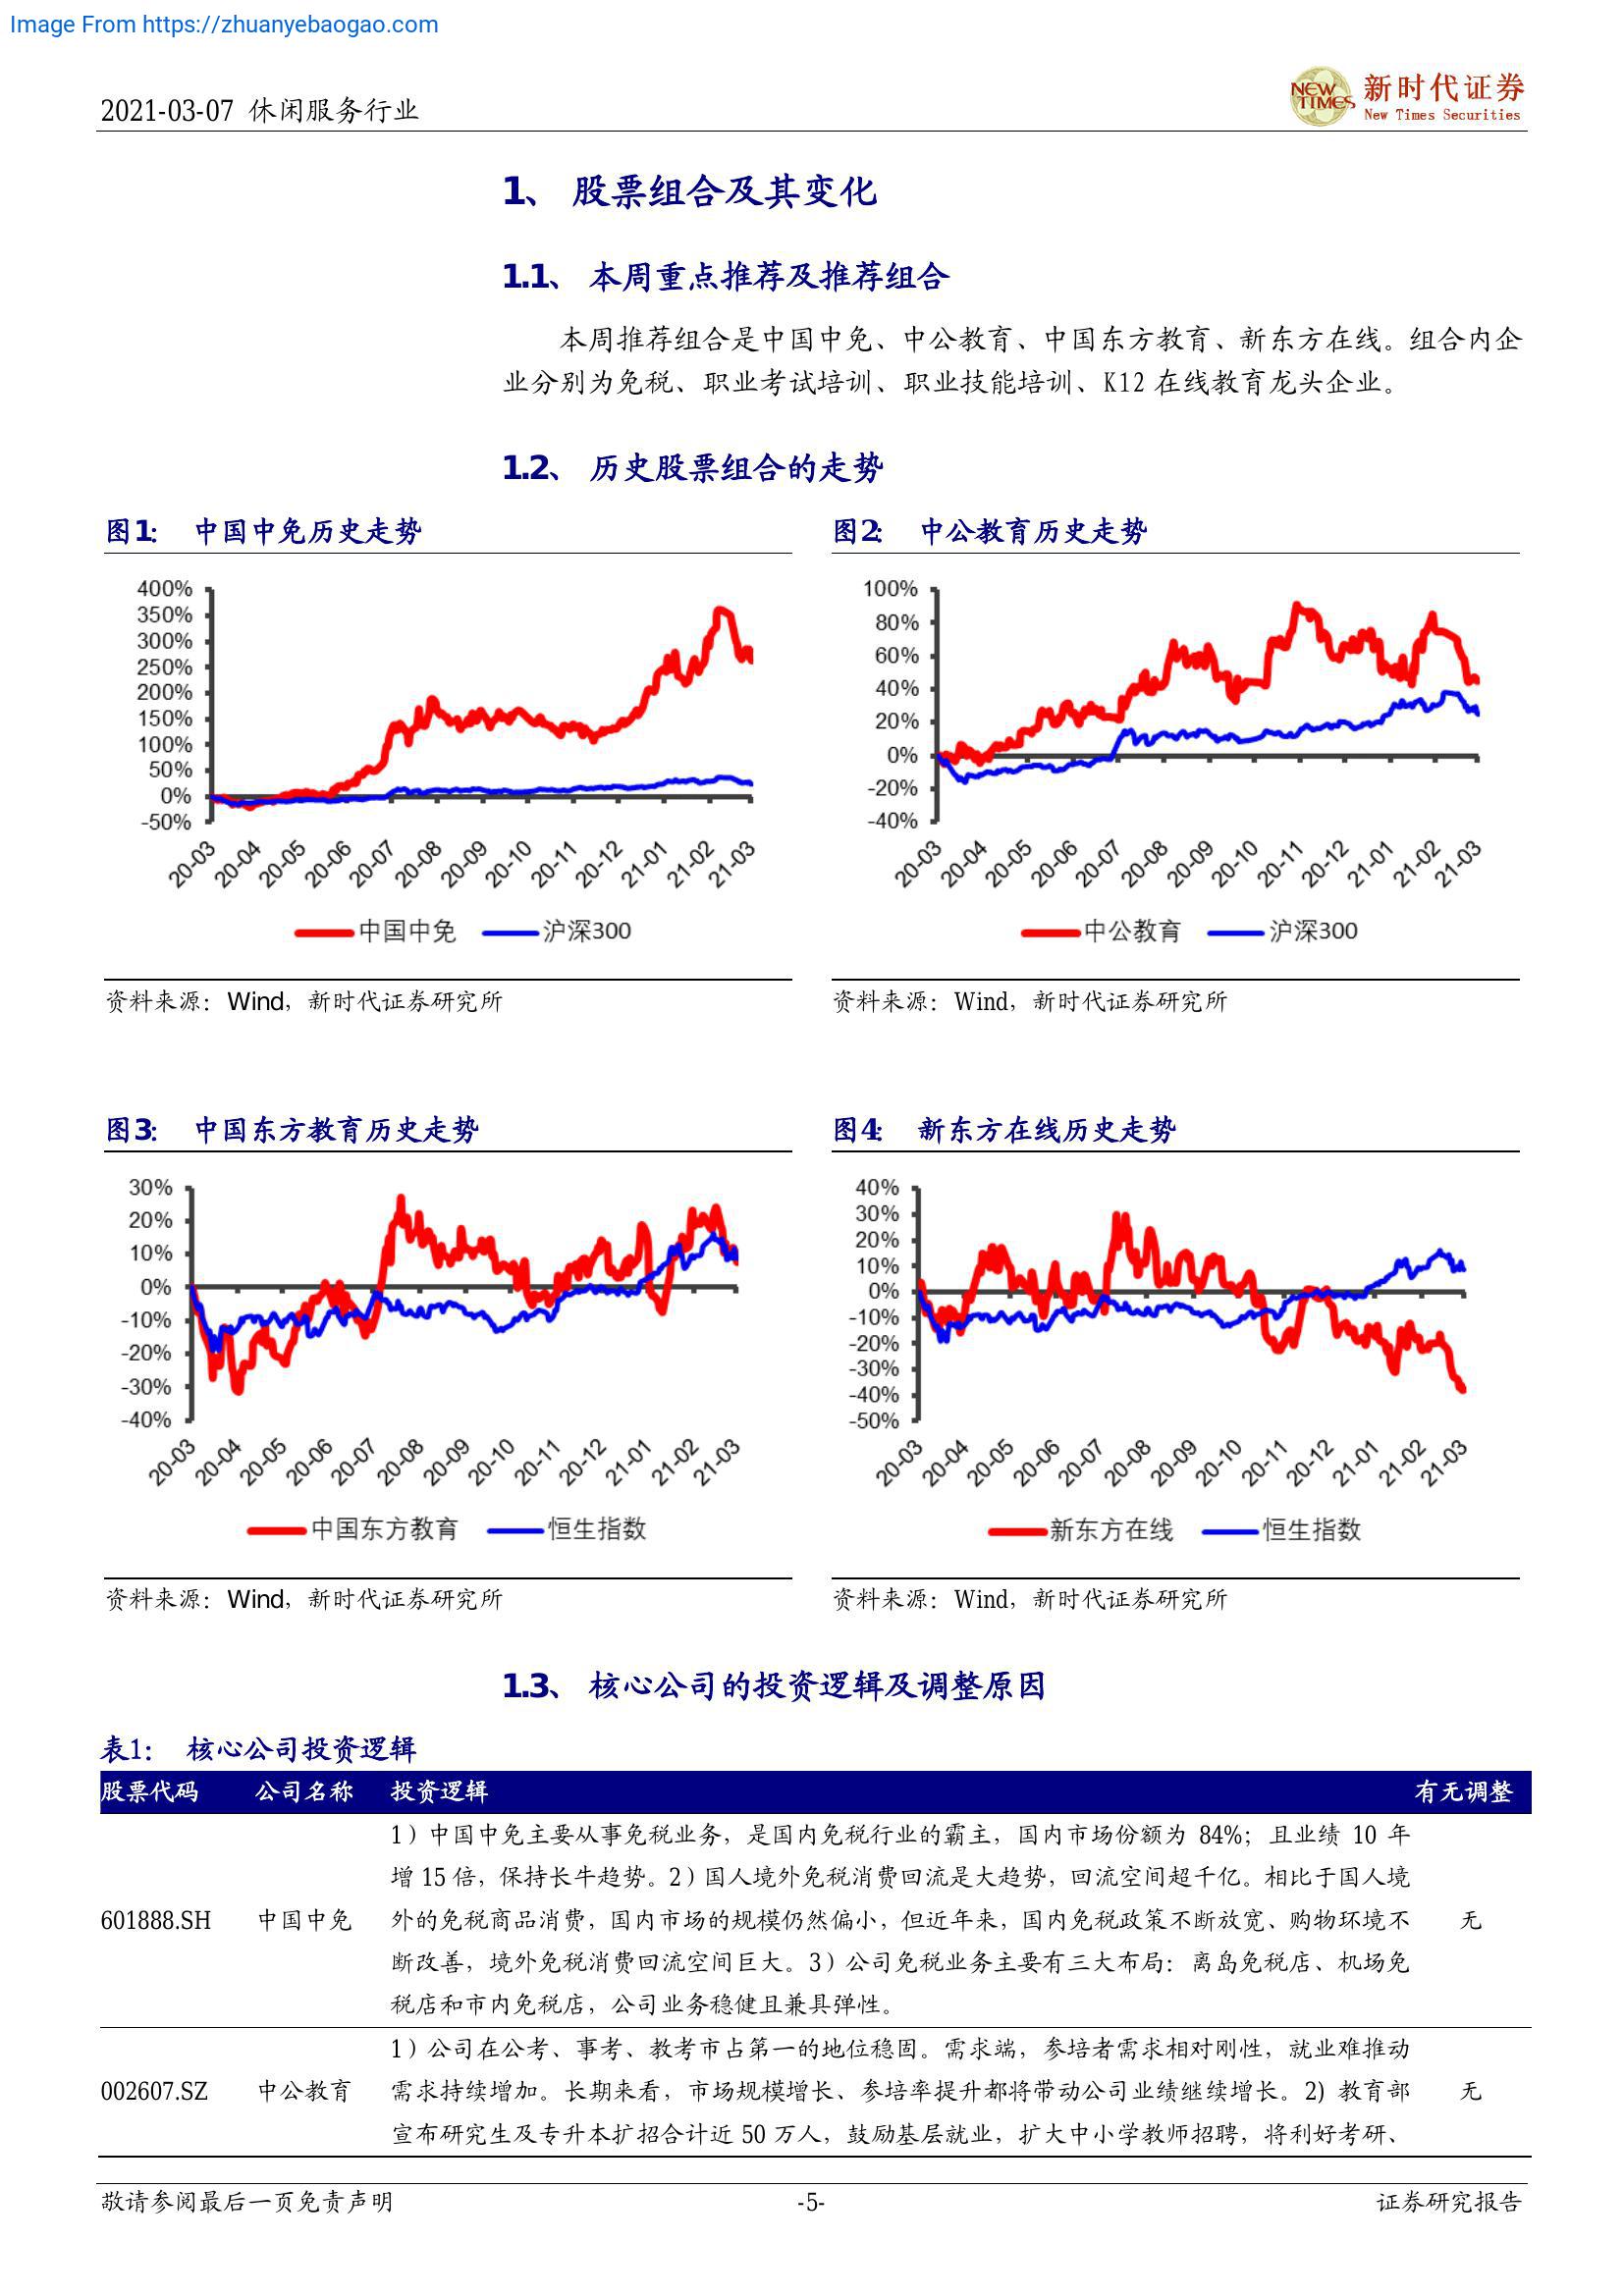 Image From https://zhuanyebaogao.com
2021-03-07 休闲服务行业
NEW TIMES
新时代证券
New Times Securities
1、 股票组合及其变化
1.1、 本周重点推荐及推荐组合
本周推荐组合是中国中免、中公教育、中国东方教育、新东方在线。组合内企
业分别为免税、职业考试培训、职业技能培训、K12 在线教育龙头企业。
1.2、 历史股票组合的走势
图1: 中国中免历史走势
400%
350%
300%
250%
200%
150%
100%
50%
0%
-50%
20-03 20-04 20-05 20-06 20-07 20-08 20-09 20-10 20-11 20-12 21-01 21-02 21-03
中国中免 沪深300
资料来源：Wind，新时代证券研究所
图2: 中公教育历史走势
100%
80%
60%
40%
20%
0%
-20%
-40%
20-03 20-04 20-05 20-06 20-07 20-08 20-09 20-10 20-11 20-12 21-01 21-02 21-03
中公教育 沪深300
资料来源：Wind，新时代证券研究所
图3: 中国东方教育历史走势
30%
20%
10%
0%
-10%
-20%
-30%
-40%
20-03 20-04 20-05 20-06 20-07 20-08 20-09 20-10 20-11 20-12 21-01 21-02 21-03
中国东方教育 恒生指数
资料来源：Wind，新时代证券研究所
图4: 新东方在线历史走势
40%
30%
20%
10%
0%
-10%
-20%
-30%
-40%
-50%
20-03 20-04 20-05 20-06 20-07 20-08 20-09 20-10 20-11 20-12 21-01 21-02 21-03
新东方在线 恒生指数
资料来源：Wind，新时代证券研究所
1.3、 核心公司的投资逻辑及调整原因
表1： 核心公司投资逻辑
股票代码 公司名称 投资逻辑 有无调整
1）中国中免主要从事免税业务，是国内免税行业的霸主，国内市场份额为 84%；且业绩 10 年
增 15 倍，保持长牛趋势。2）国人境外免税消费回流是大趋势，回流空间超千亿。相比于国人境
601888.SH 中国中免 外的免税商品消费，国内市场的规模仍然偏小，但近年来，国内免税政策不断放宽、购物环境不 无
断改善，境外免税消费回流空间巨大。3）公司免税业务主要有三大布局：离岛免税店、机场免
税店和市内免税店，公司业务稳健且兼具弹性。
1）公司在公考、事考、教考市占第一的地位稳固。需求端，参培者需求相对刚性，就业难推动
002607.SZ 中公教育 需求持续增加。长期来看，市场规模增长、参培率提升都将带动公司业绩继续增长。2) 教育部 无
宣布研究生及专升本扩招合计近 50 万人，鼓励基层就业，扩大中小学教师招聘，将利好考研、
敬请参阅最后一页免责声明 -5- 证券研究报告